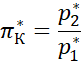 π*К = p*2 / p*1